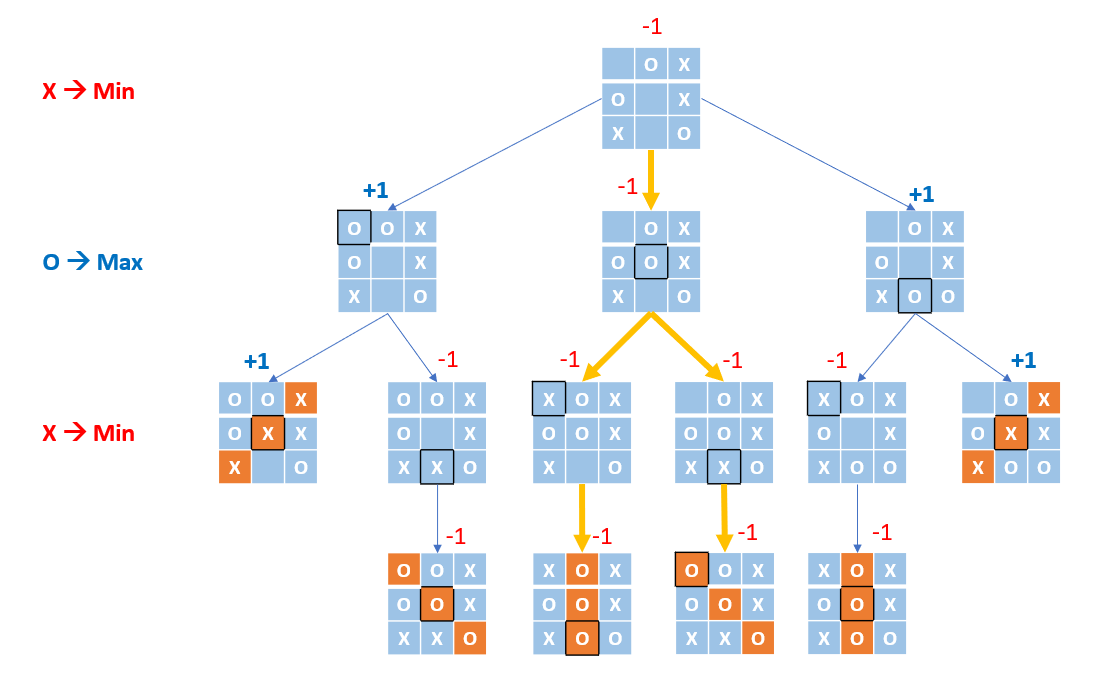 -1
O X
X → Min
O X
X O
-1
+1
+1
O O X
O X
O X
O → Max
O X
O O X
O X
X O
X O
X O O
+1
-1
-1
-1
-1
+1
O O X
O O X
X O X
O X
X O X
O X
X → Min
O X X
O X
O O X
O O X
O X
O X X
X O
X X O
X O
X X O
X O O
X O O
-1
-1
-1
-1
O O X
X O X
O O X
X O X
O O X
O O X
O O X
O O X
X X O
X O O
X X O
X O O